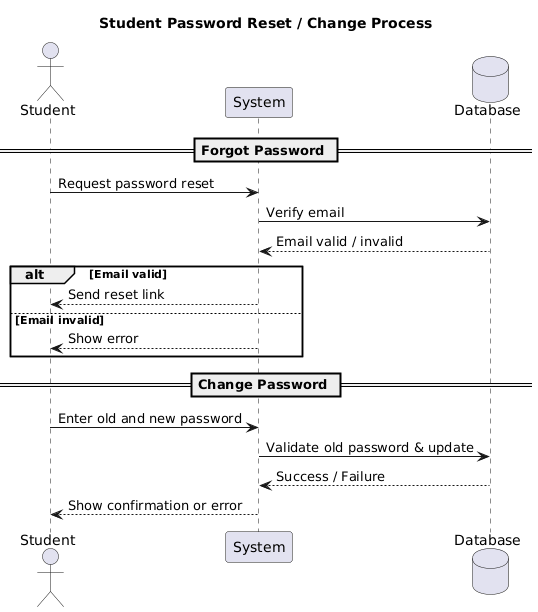 Student Password Reset / Change Process
Student
System
Database
Forgot Password
Request password reset
Verify email
Email valid / invalid
alt [Email valid]
Send reset link
[Email invalid]
Show error
Change Password
Enter old and new password
Validate old password & update
Success / Failure
Show confirmation or error
Student
System
Database